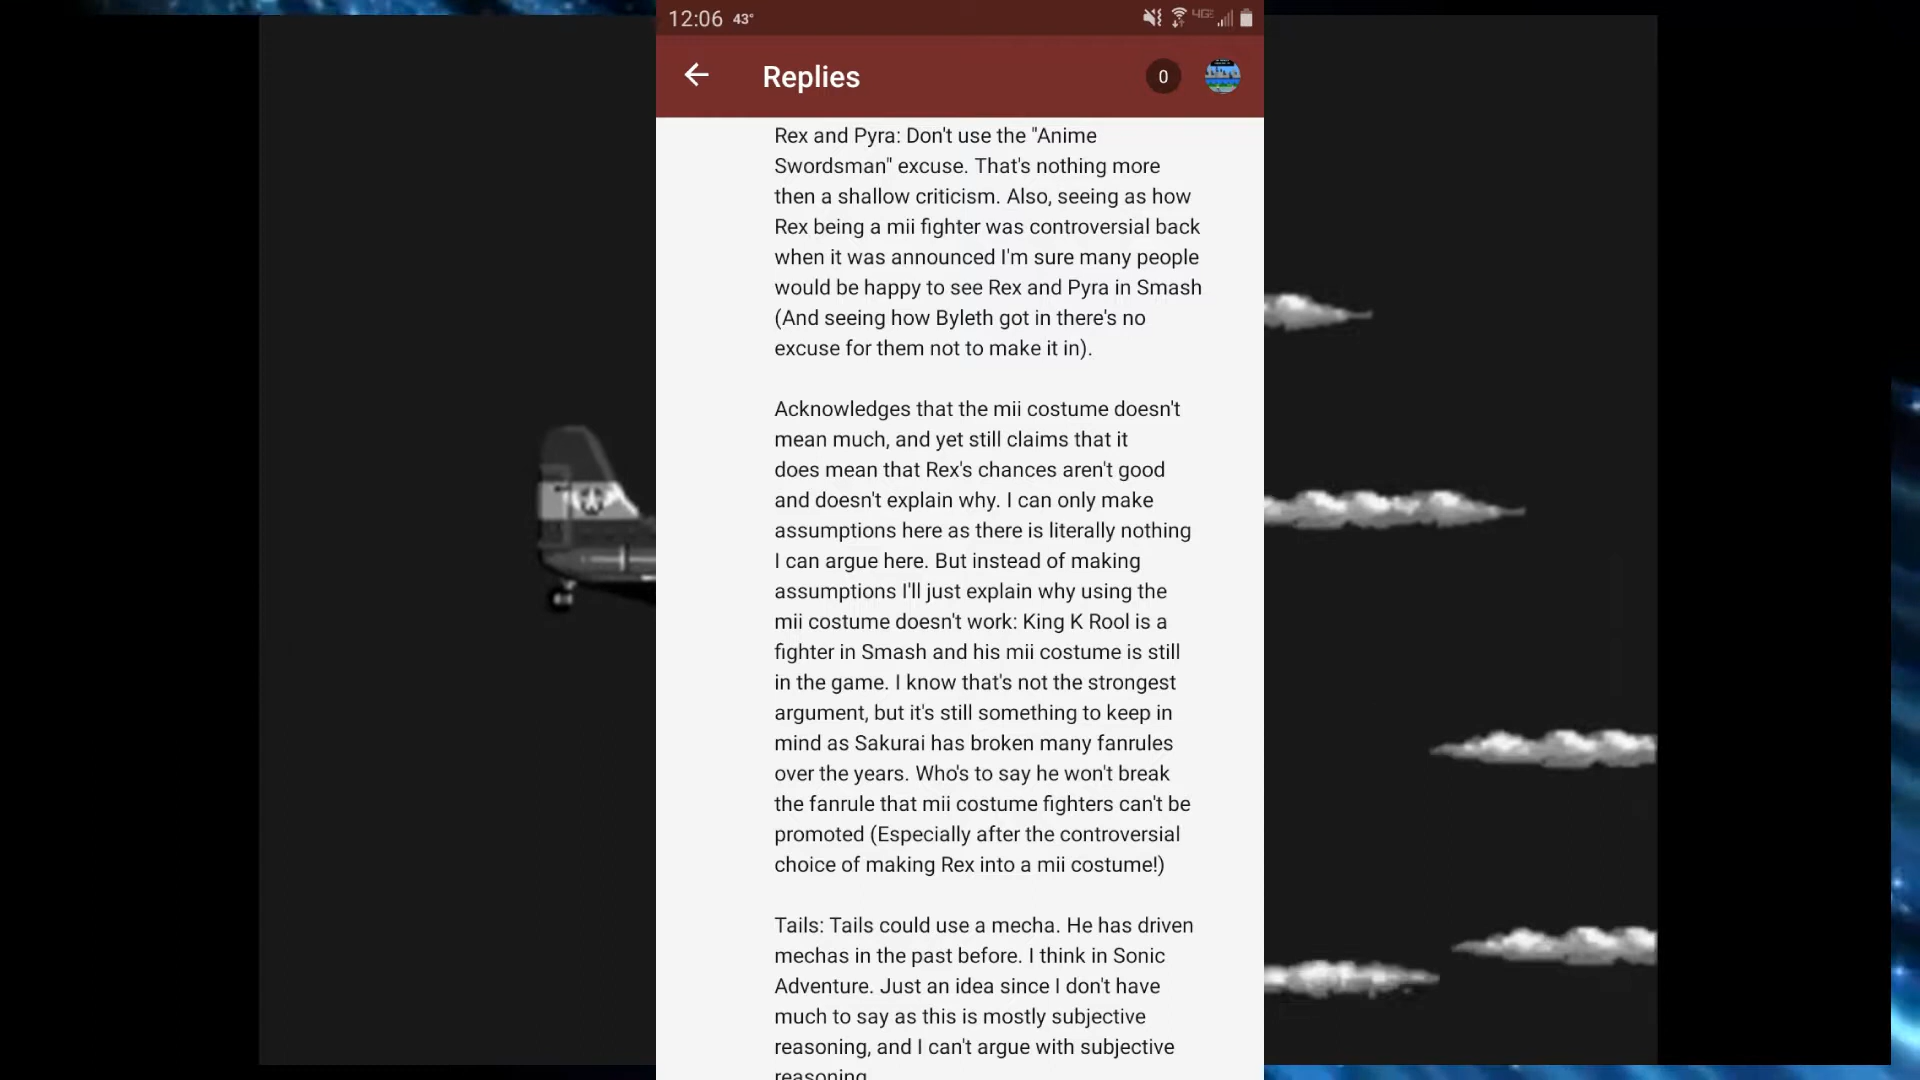 12:06 43°
4GE
Replies
0
Rex and Pyra: Don't use the "Anime
Swordsman" excuse. That's nothing more
then a shallow criticism. Also, seeing as how
Rex being a mii fighter was controversial back
when it was announced I'm sure many people
would be happy to see Rex and Pyra in Smash
(And seeing how Byleth got in there's no
excuse for them not to make it in).
Acknowledges that the mii costume doesn't
mean much, and yet still claims that it
does mean that Rex's chances aren't good
and doesn't explain why. I can only make
assumptions here as there is literally nothing
I can argue here. But instead of making
assumptions I'll just explain why using the
mii costume doesn't work: King K Rool is a
fighter in Smash and his mii costume is still
in the game. I know that's not the strongest
argument, but it's still something to keep in
mind as Sakurai has broken many fanrules
over the years. Who's to say he won't break
the fanrule that mii costume fighters can't be
promoted (Especially after the controversial
choice of making Rex into a mii costume!)
Tails: Tails could use a mecha. He has driven
mechas in the past before. I think in Sonic
Adventure. Just an idea since I don't have
much to say as this is mostly subjective
reasoning, and I can't argue with subjective
reasoning